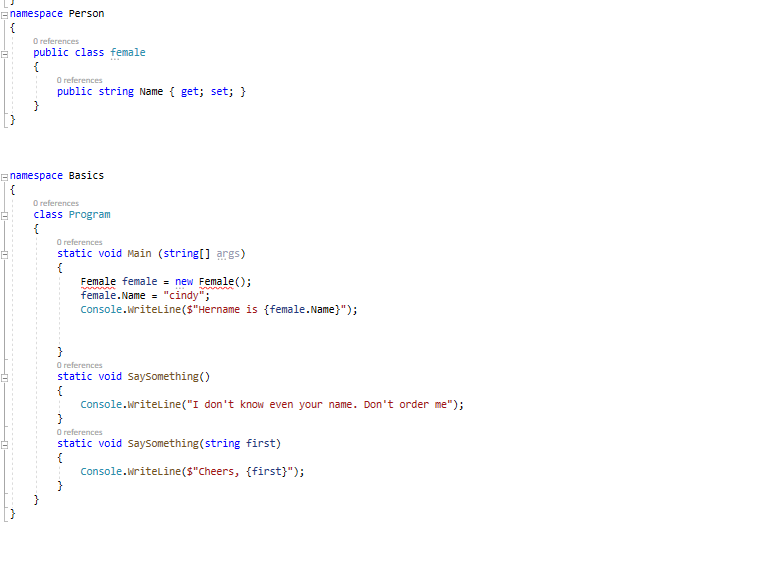 }
namespace Person
{
0 references
public class female
{
0 references
public string Name { get; set; }
}
}
namespace Basics
{
0 references
class Program
{
0 references
static void Main (string[] args)
{
Female female = new Female();
female.Name = "cindy";
Console.WriteLine($"Hername is {female.Name}");
}
0 references
static void SaySomething()
{
Console.WriteLine("I don't know even your name. Don't order me");
}
0 references
static void SaySomething(string first)
{
Console.WriteLine($"Cheers, {first}");
}
}
}